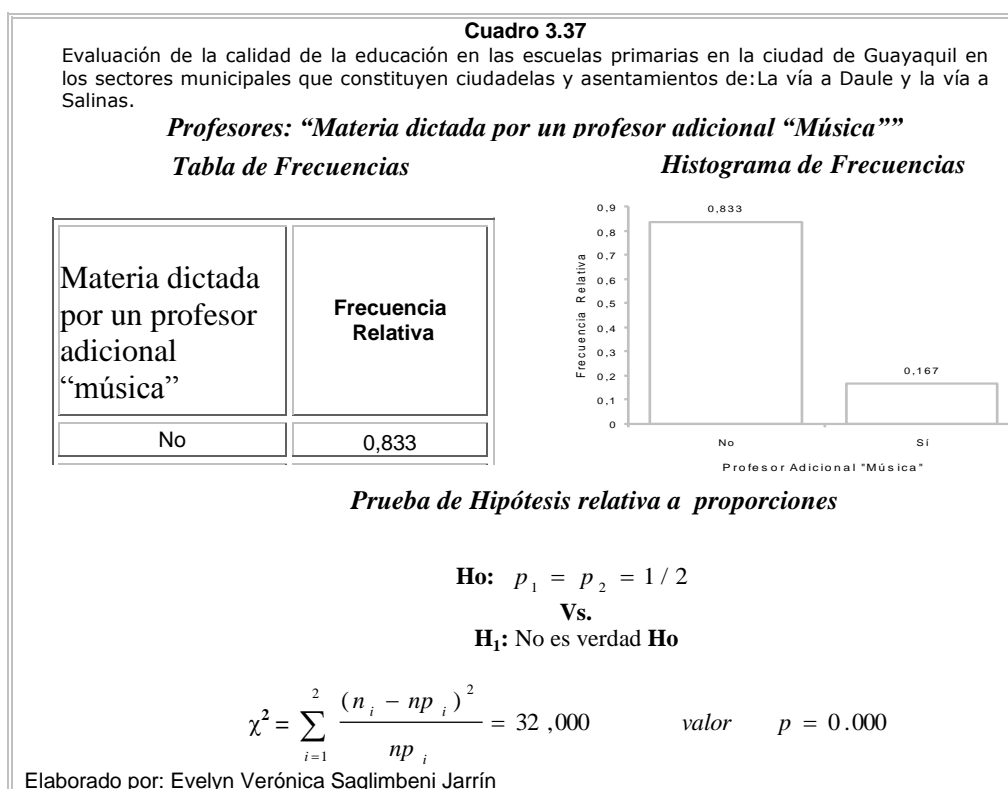 Cuadro 3.37
Evaluación de la calidad de la educación en las escuelas primarias en la ciudad de Guayaquil en
los sectores municipales que constituyen ciudadelas y asentamientos de:La vía a Daule y la vía a
Salinas.
Profesores: “Materia dictada por un profesor adicional “Música””
Tabla de Frecuencias
Materia dictada
por un profesor
adicional
“música”
Frecuencia
Relativa
No 0,833
Histograma de Frecuencias
Frecuencia Relativa
0,9
0,8
0,7
0,6
0,5
0,4
0,3
0,2
0,1
0
0,833
0,167
No Sí
Profesor Adicional "Música"
Prueba de Hipótesis relativa a proporciones
Ho: p₁ = p₂ = 1 / 2
Vs.
H₁: No es verdad Ho
χ² = ∑ i=1 2 (nᵢ − npᵢ)² / npᵢ = 32 ,000 valor p = 0.000
Elaborado por: Evelyn Verónica Saglimbeni Jarrín